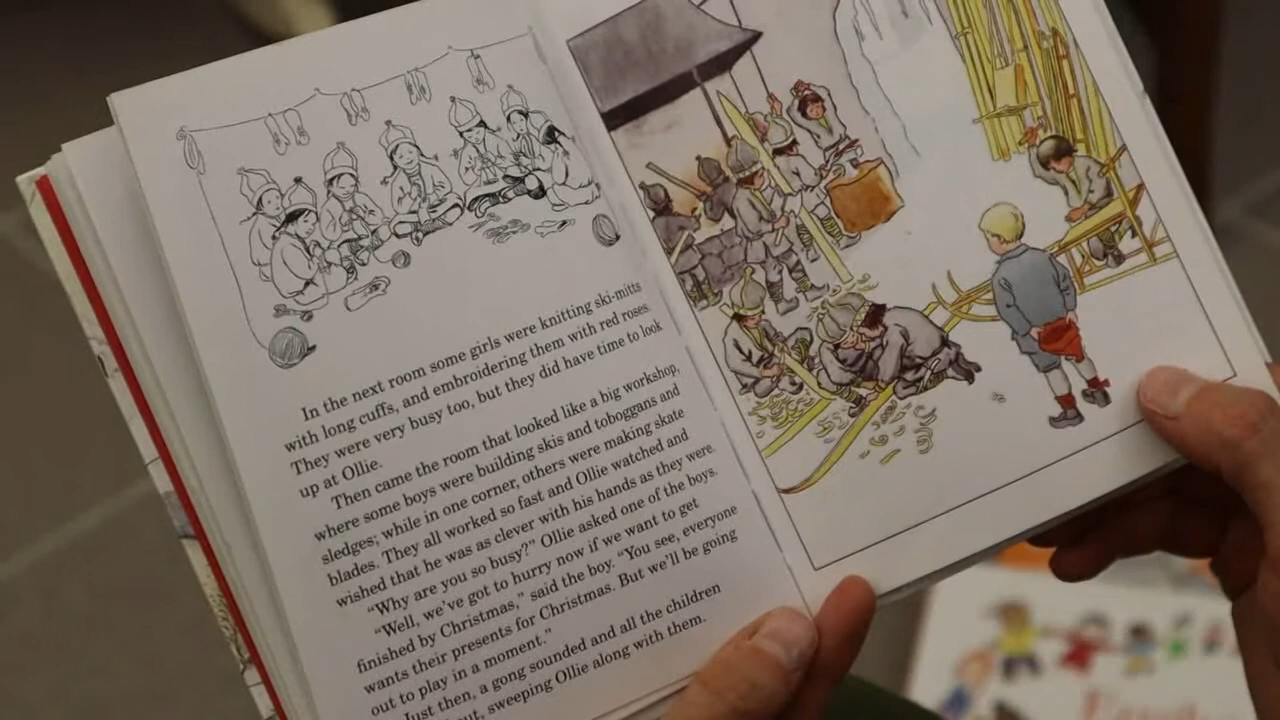 In the next room some girls were knitting ski-mitts
with long cuffs, and embroidering them with red roses.
They were very busy too, but they did have time to look
up at Ollie.
Then came the room that looked like a big workshop,
where some boys were building skis and toboggans and
sledges; while in one corner, others were making skate
blades. They all worked so fast and Ollie watched and
wished that he was as clever with his hands as they were.
“Why are you so busy?” Ollie asked one of the boys.
“Well, we’ve got to hurry now if we want to get
finished by Christmas,” said the boy. “You see, everyone
wants their presents for Christmas. But we’ll be going
out to play in a moment.”
Just then, a gong sounded and all the children
out, sweeping Ollie along with them.